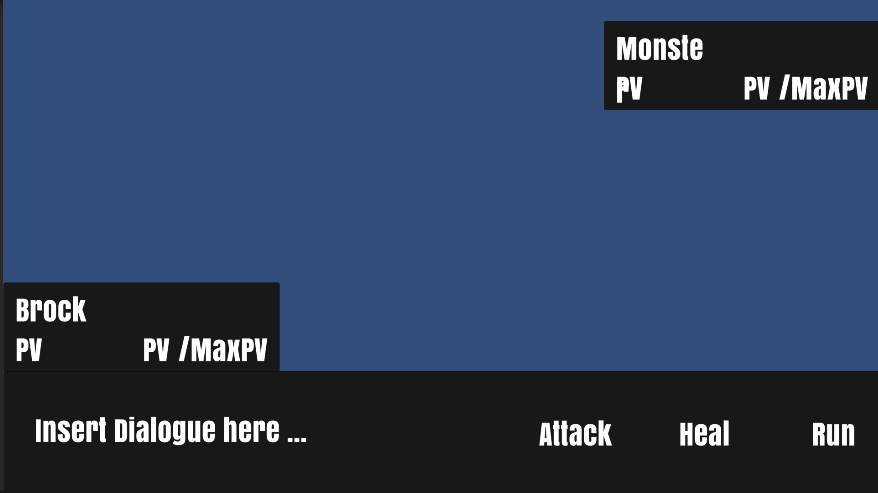 Monste
PV PV /MaxPV
Brock
PV PV /MaxPV
Insert Dialogue here ...
Attack Heal Run